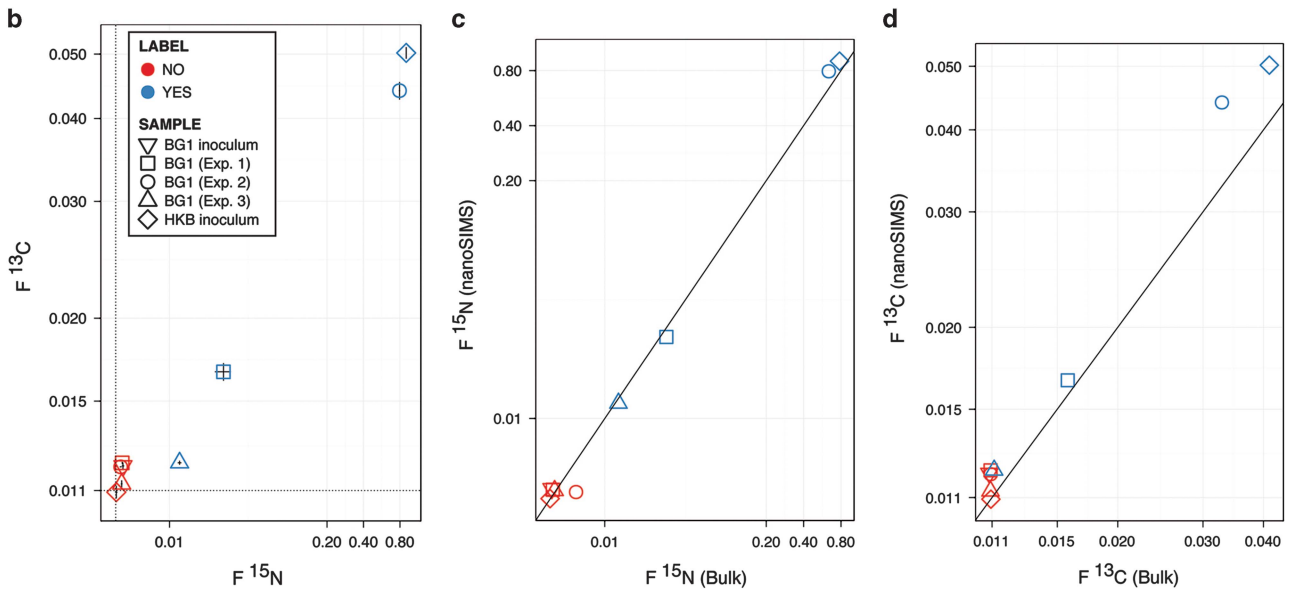 b
LABEL
NO
YES
SAMPLE
BG1 inoculum
BG1 (Exp. 1)
BG1 (Exp. 2)
BG1 (Exp. 3)
HKB inoculum
0.050
0.040
0.030
0.020
0.015
0.011
F 13C
0.01 0.20 0.40 0.80
F 15N
c
0.80
0.40
0.20
0.01
F 15N (nanoSIMS)
0.01 0.20 0.40 0.80
F 15N (Bulk)
d
0.050
0.040
0.030
0.020
0.015
0.011
F 13C (nanoSIMS)
0.011 0.015 0.020 0.030 0.040
F 13C (Bulk)